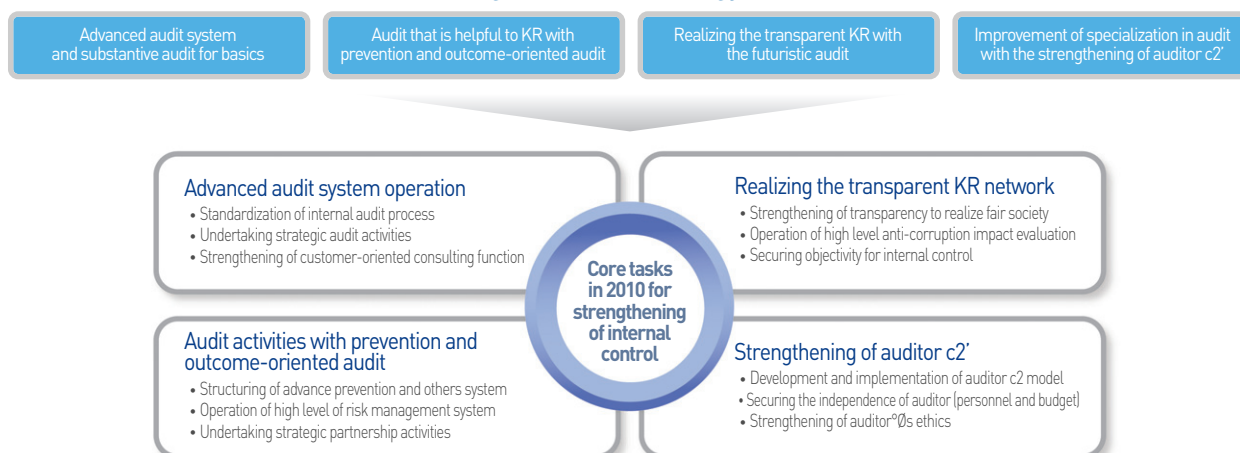 Advanced audit system
and substantive audit for basics
Audit that is helpful to KR with
prevention and outcome-oriented audit
Realizing the transparent KR with
the futuristic audit
Improvement of specialization in audit
with the strengthening of auditor c2'
Advanced audit system operation
• Standardization of internal audit process
• Undertaking strategic audit activities
• Strengthening of customer-oriented consulting function
Realizing the transparent KR network
• Strengthening of transparency to realize fair society
• Operation of high level anti-corruption impact evaluation
• Securing objectivity for internal control
Core tasks
in 2010 for
strengthening
of internal
control
Audit activities with prevention and
outcome-oriented audit
• Structuring of advance prevention and others system
• Operation of high level of risk management system
• Undertaking strategic partnership activities
Strengthening of auditor c2'
• Development and implementation of auditor c2 model
• Securing the independence of auditor (personnel and budget)
• Strengthening of auditor°Øs ethics